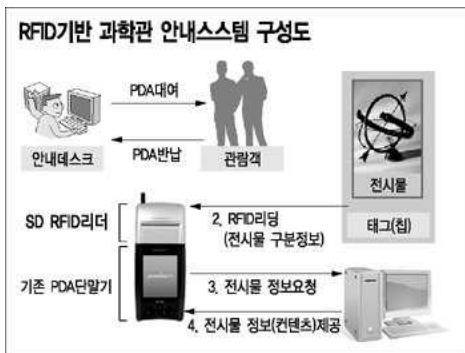 RFID기반 과학관 안내스스템 구성도
PDA대여
PDA반납
안내데스크
관람객
전시물
태그(칩)
SD RFID리더
2. RFID리딩
(전시물 구분정보)
기존 PDA단말기
3. 전시물 정보요청
4. 전시물 정보(컨텐츠)제공